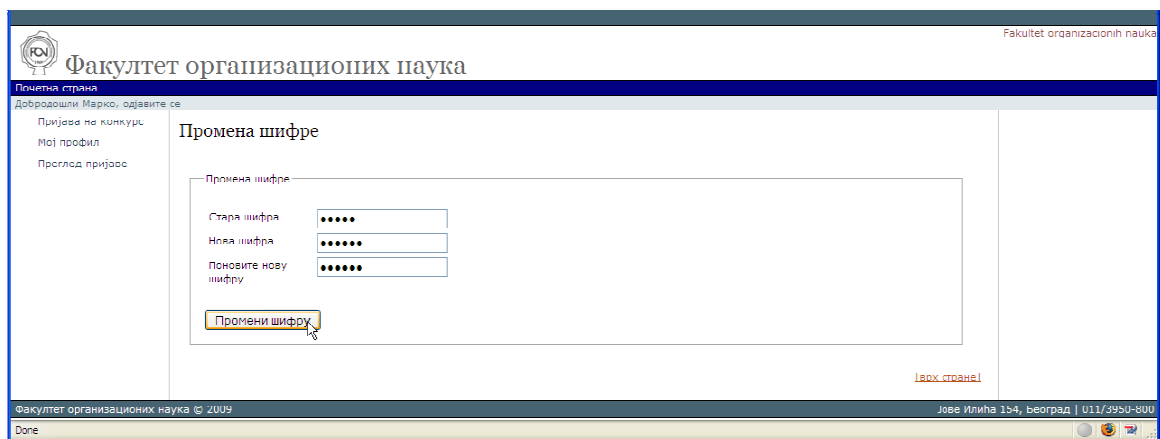 Fakultet organizacionih nauka
Факултет организационих наука
Почетна страна
Добродошли Марко, одјавите се
Пријава на конкурс
Мој профил
Преглед пријаве
Промена шифре
Промена шифре
Стара шифра
Нова шифра
Поновите нову
шифру
Промени шифру
|врх стране|
Факултет организационих наука © 2009
Јове Илића 154, Београд | 011/3950-800
Done